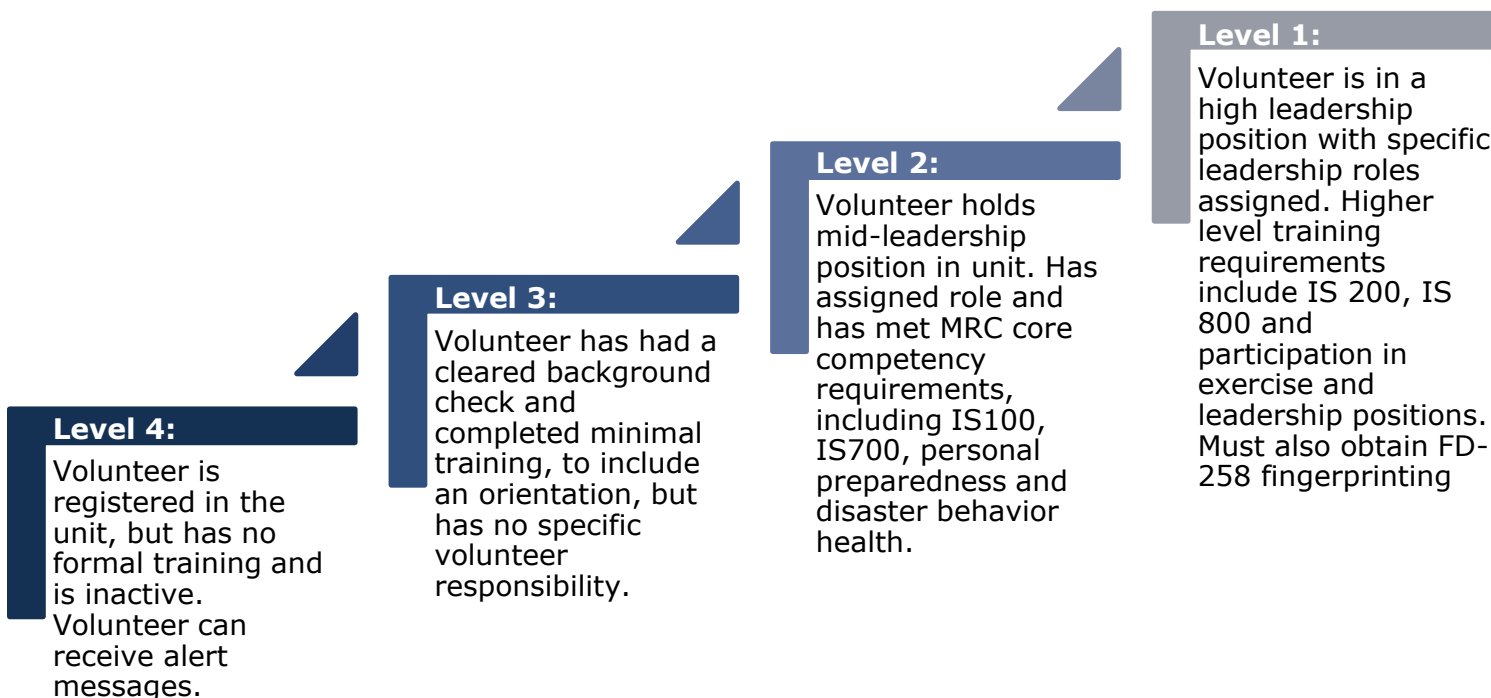 Level 1:
Volunteer is in a
high leadership
position with specific
leadership roles
assigned. Higher
level training
requirements
include IS 200, IS
800 and
participation in
exercise and
leadership positions.
Must also obtain FD-
258 fingerprinting
Level 2:
Volunteer holds
mid-leadership
position in unit. Has
assigned role and
has met MRC core
competency
requirements,
including IS100,
IS700, personal
preparedness and
disaster behavior
health.
Level 3:
Volunteer has had a
cleared background
check and
completed minimal
training, to include
an orientation, but
has no specific
volunteer
responsibility.
Level 4:
Volunteer is
registered in the
unit, but has no
formal training and
is inactive.
Volunteer can
receive alert
messages.